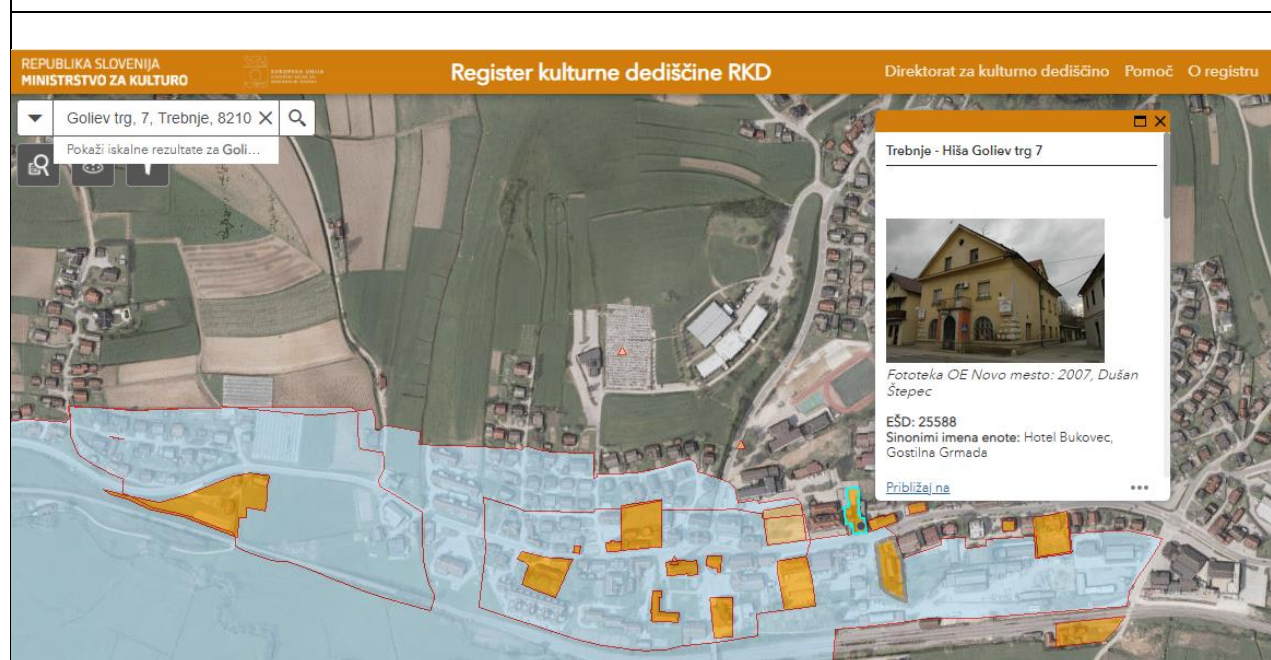 REPUBLIKA SLOVENIJA
MINISTRSTVO ZA KULTURO
Register kulturne dediščine RKD
Direktorat za kulturno dediščino Pomoč O registru
Goliev trg, 7, Trebnje, 8210
Pokaži iskalne rezultate za Goli...
Trebnje - Hiša Goliev trg 7
Fototeka OE Novo mesto: 2007, Dušan
Štepec
EŠD: 25588
Sinonimi imena enote: Hotel Bukovec,
Gostilna Grmada
Približaj na